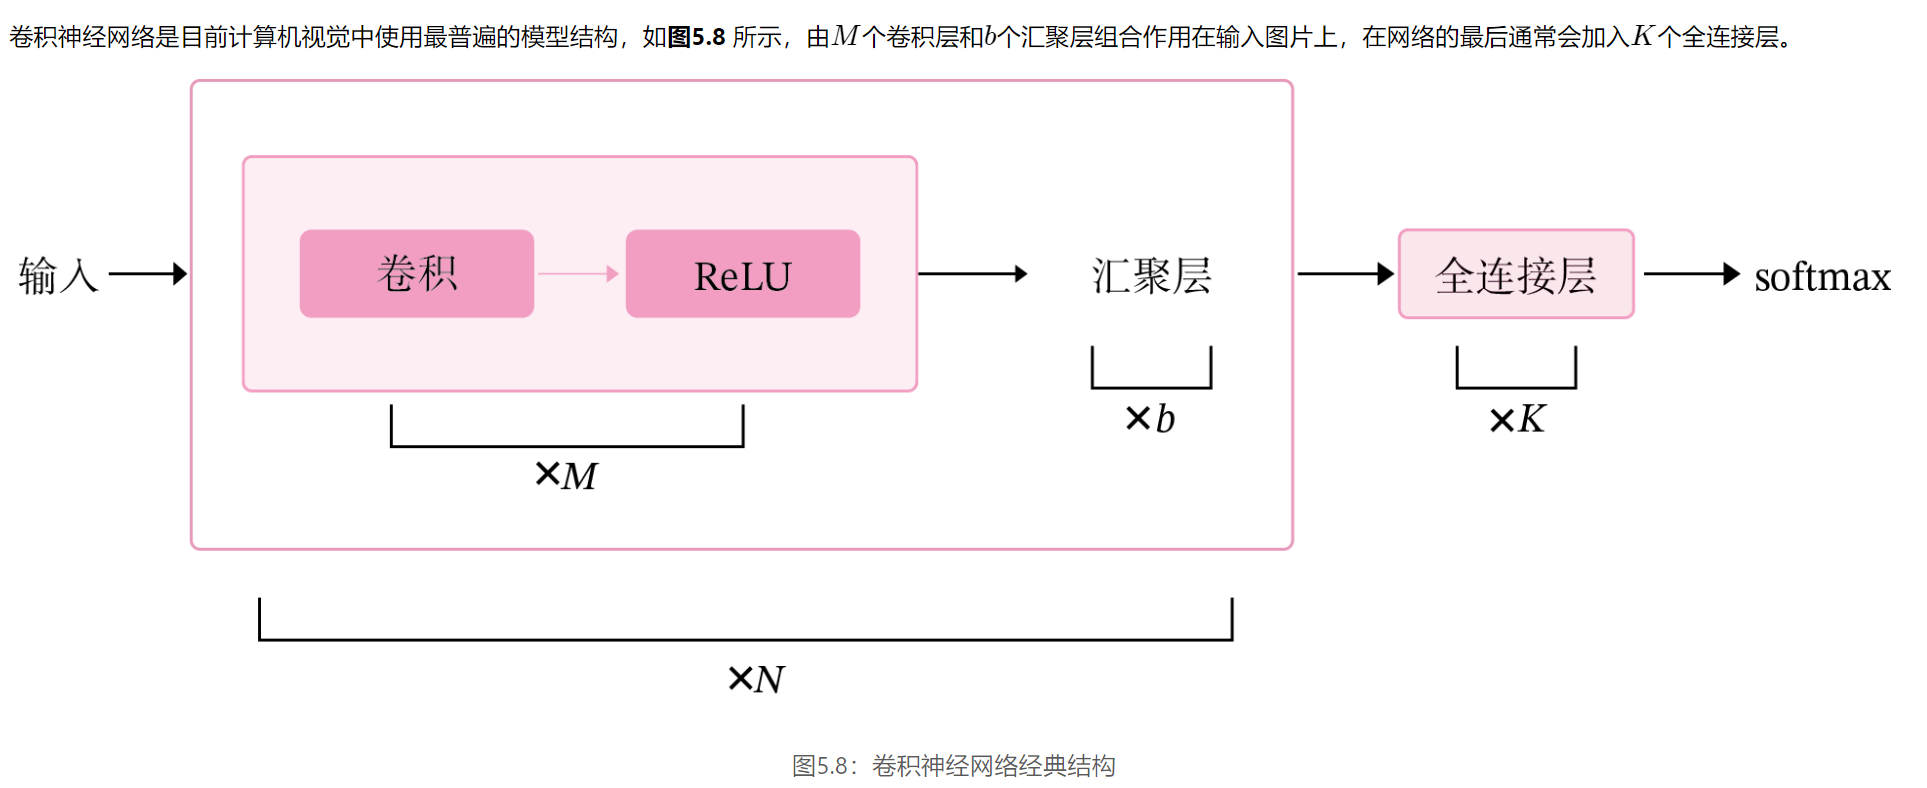 卷积神经网络是目前计算机视觉中使用最普遍的模型结构，如图5.8 所示，由M个卷积层和b个汇聚层组合作用在输入图片上，在网络的最后通常会加入K个全连接层。
输入 卷积 ReLU 汇聚层 全连接层 softmax
×b ×K
×M
×N
图5.8：卷积神经网络经典结构